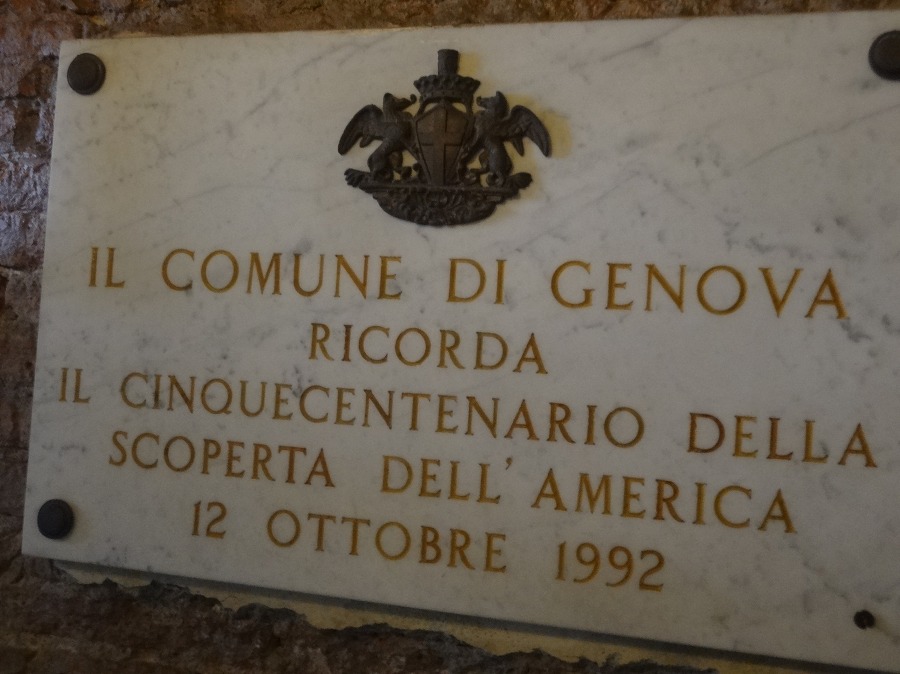 IL COMUNE DI GENOVA
RICORDA
IL CINQUECENTENARIO DELLA
SCOPERTA DELL' AMERICA
12 OTTOBRE 1992